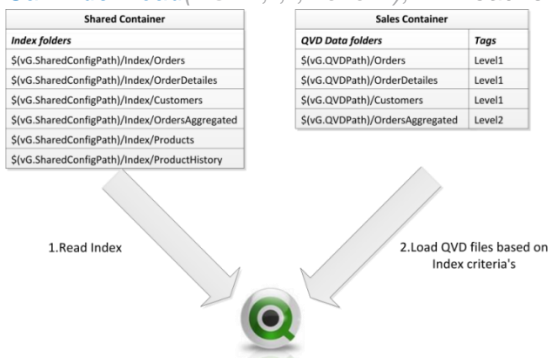 Shared Container
Index folders
$(vG.SharedConfigPath)/Index/Orders
$(vG.SharedConfigPath)/Index/OrderDetailes
$(vG.SharedConfigPath)/Index/Customers
$(vG.SharedConfigPath)/Index/OrdersAggregated
$(vG.SharedConfigPath)/Index/Products
$(vG.SharedConfigPath)/Index/ProductHistory
Sales Container
QVD Data folders Tags
$(vG.QVDPath)/Orders Level1
$(vG.QVDPath)/OrderDetailes Level1
$(vG.QVDPath)/Customers Level1
$(vG.QVDPath)/OrdersAggregated Level2
1.Read Index
2.Load QVD files based on
Index criteria's